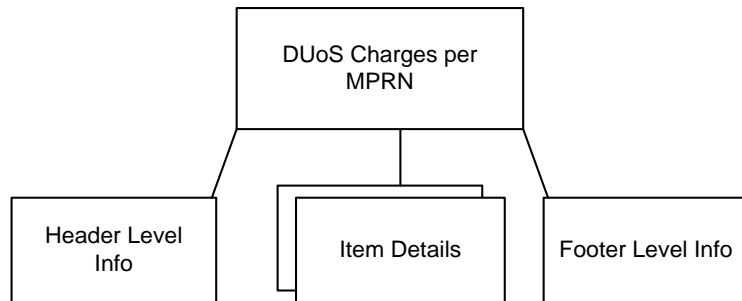 DUoS Charges per
MPRN
Header Level
Info
Item Details
Footer Level Info